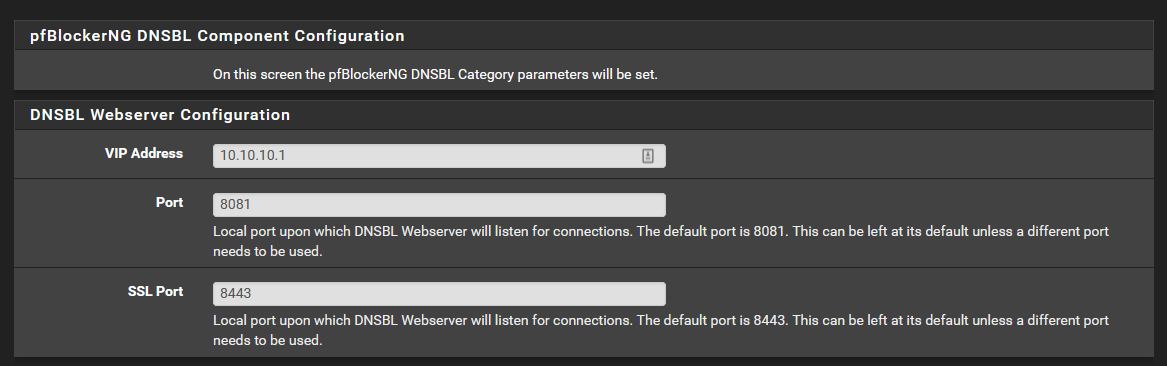 pfBlockerNG DNSBL Component Configuration
On this screen the pfBlockerNG DNSBL Category parameters will be set.
DNSBL Webserver Configuration
VIP Address
10.10.10.1
Port
8081
Local port upon which DNSBL Webserver will listen for connections. The default port is 8081. This can be left at its default unless a different port
needs to be used.
SSL Port
8443
Local port upon which DNSBL Webserver will listen for connections. The default port is 8443. This can be left at its default unless a different port
needs to be used.